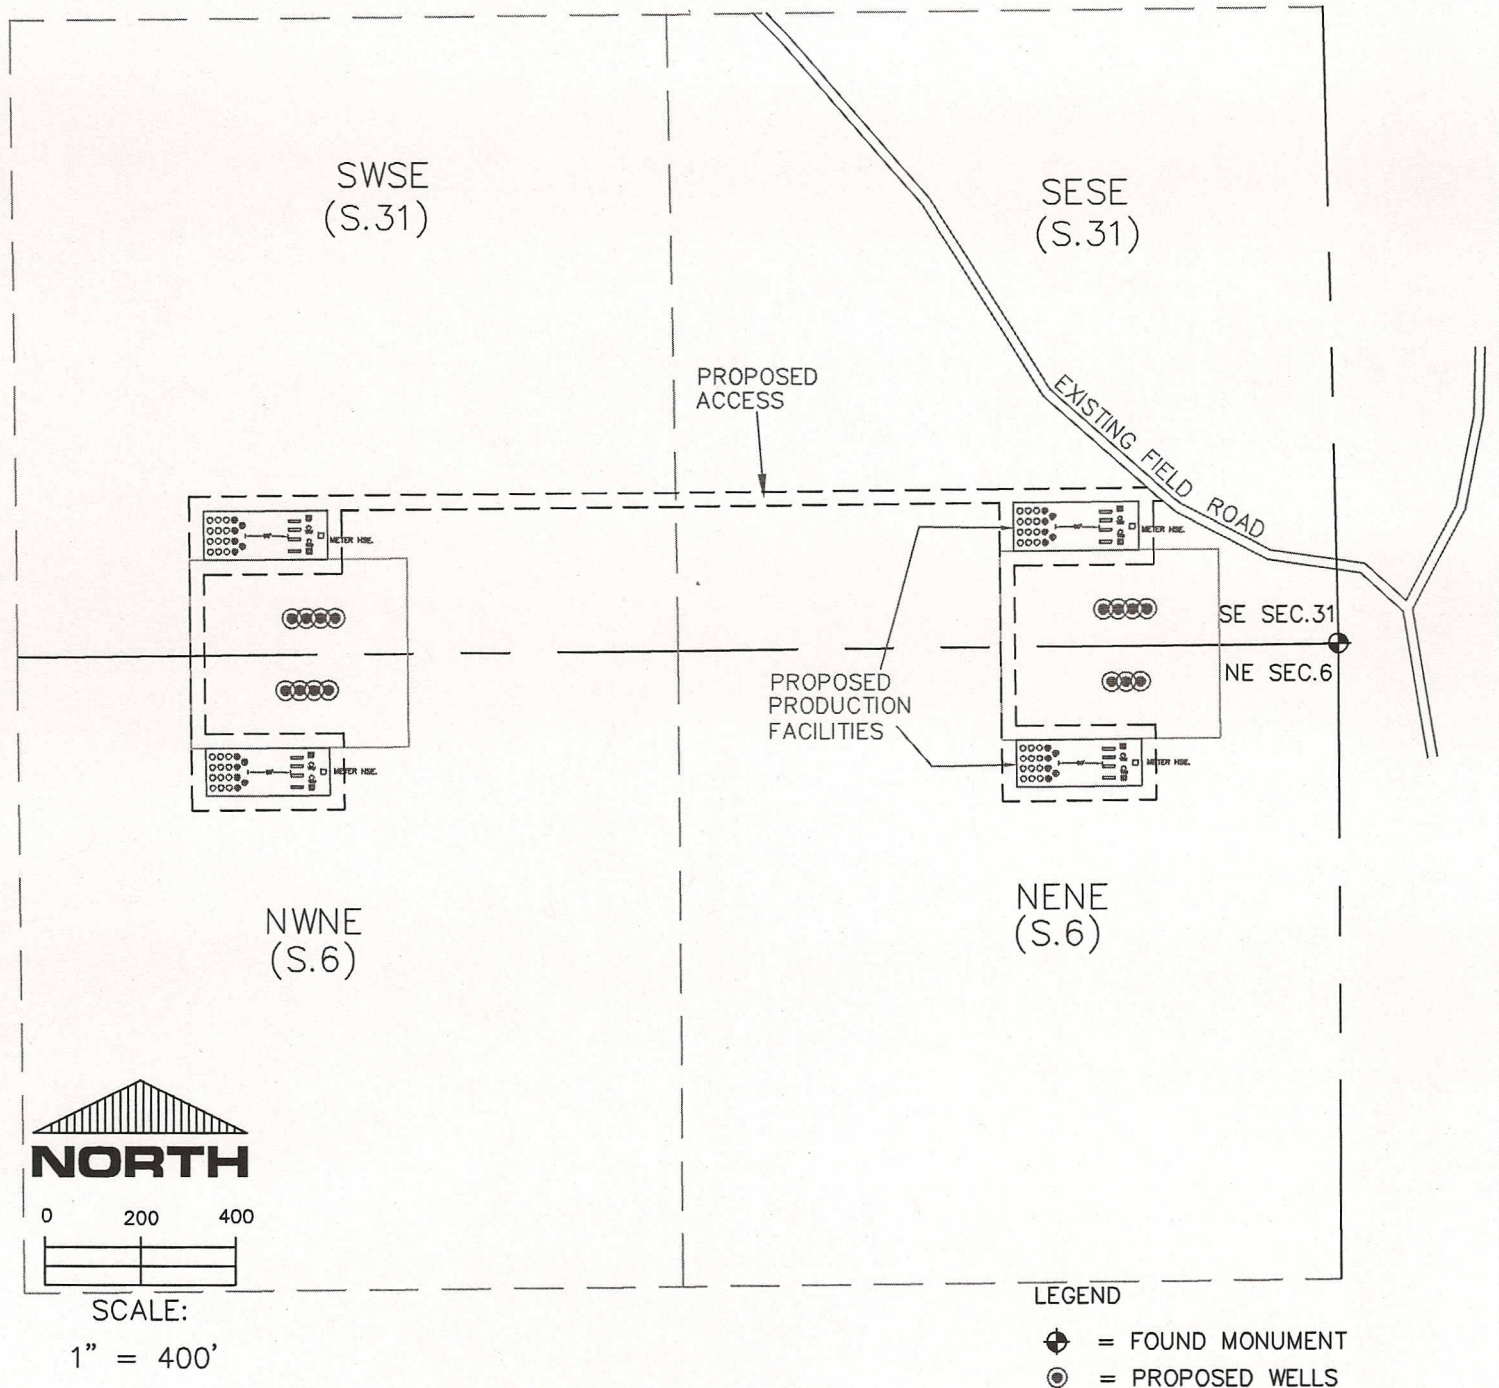 SWSE
(S.31)
SESE
(S.31)
PROPOSED
ACCESS
EXISTING FIELD ROAD
METER HSE.
METER HSE.
SE SEC.31
NE SEC.6
PROPOSED
PRODUCTION
FACILITIES
METER HSE.
METER HSE.
NWNE
(S.6)
NENE
(S.6)
NORTH
0 200 400
SCALE:
1" = 400'
LEGEND
= FOUND MONUMENT
= PROPOSED WELLS